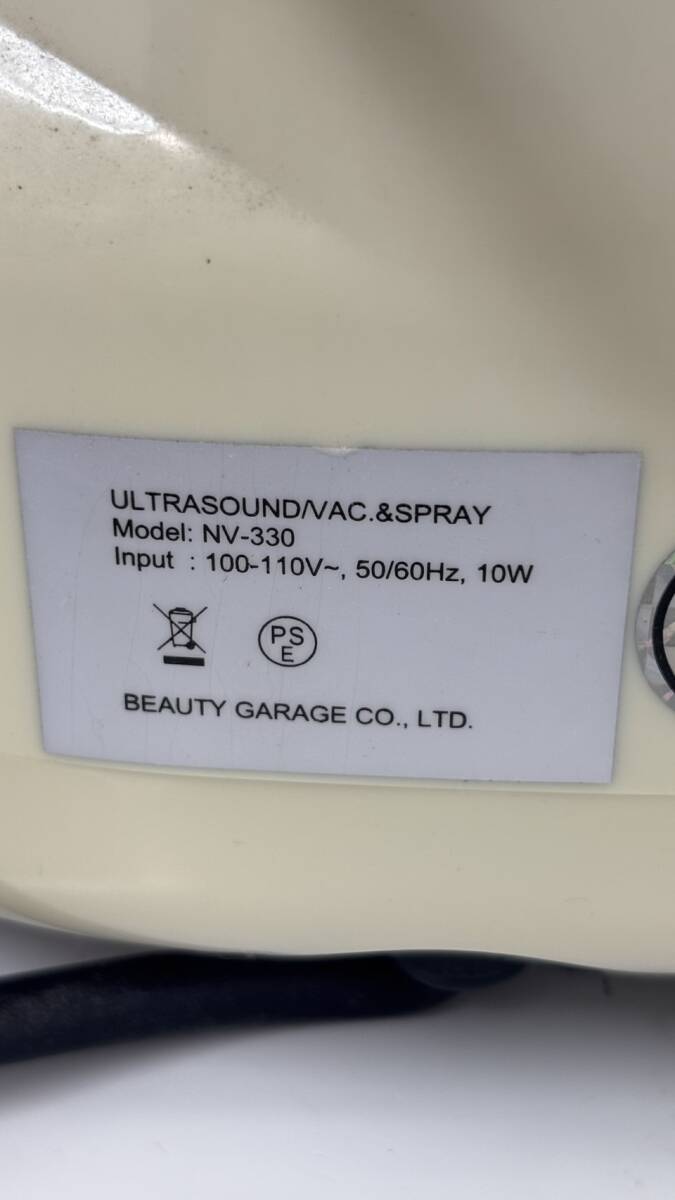 ULTRASOUND/VAC.&SPRAY
Model: NV-330
Input : 100-110V~, 50/60Hz, 10W
PS
E
BEAUTY GARAGE CO., LTD.